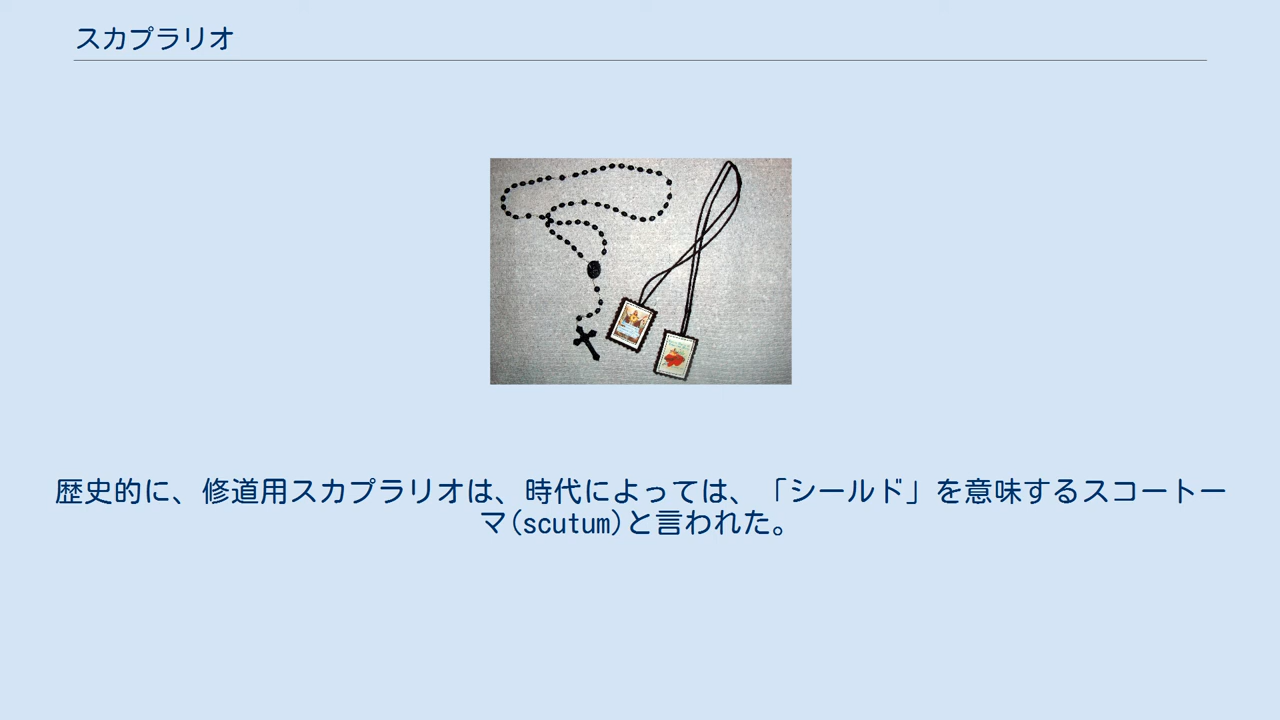 スカプラリオ
歴史的に、修道用スカプラリオは、時代によっては、「シールド」を意味するスコートー
マ(scutum)と言われた。